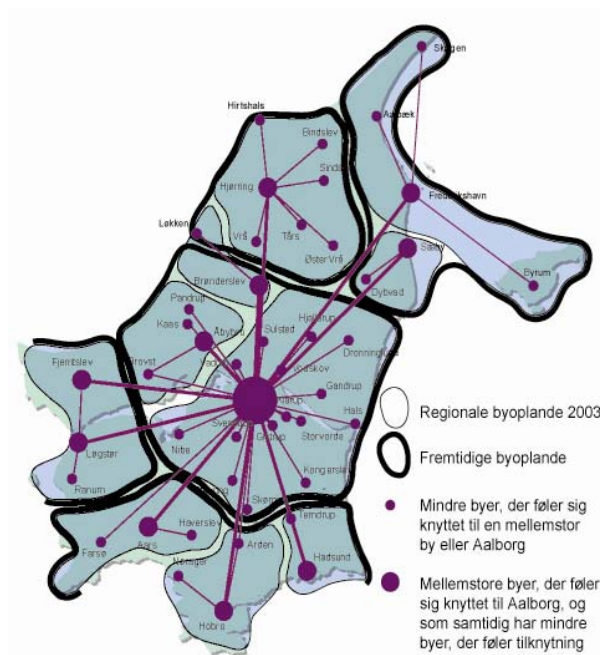 Skagen
Aalbæk
Hirtshals
Bindslev
Sindal
Hjørring
Frederikshavn
Løkken
Vrå
Tårs
Øster Vrå
Sæby
Byrum
Dybvad
Brønderslev
Pandrup
Kaas
Åbybro
Sulsted
Hjallerup
Dronninglund
Fjerritslev
Brovst
Vodskov
Gandrup
Hals
Storvorde
Gistrup
Nibe
Løgstør
Kongerslev
Ranum
Terndrup
Haverslev
Aars
Farsø
Arden
Hadsund
Nørager
Hobro
Regionale byoplande 2003
Fremtidige byoplande
Mindre byer, der føler sig
knyttet til en mellemstor
by eller Aalborg
Mellemstore byer, der føler
sig knyttet til Aalborg, og
som samtidig har mindre
byer, der føler tilknytning